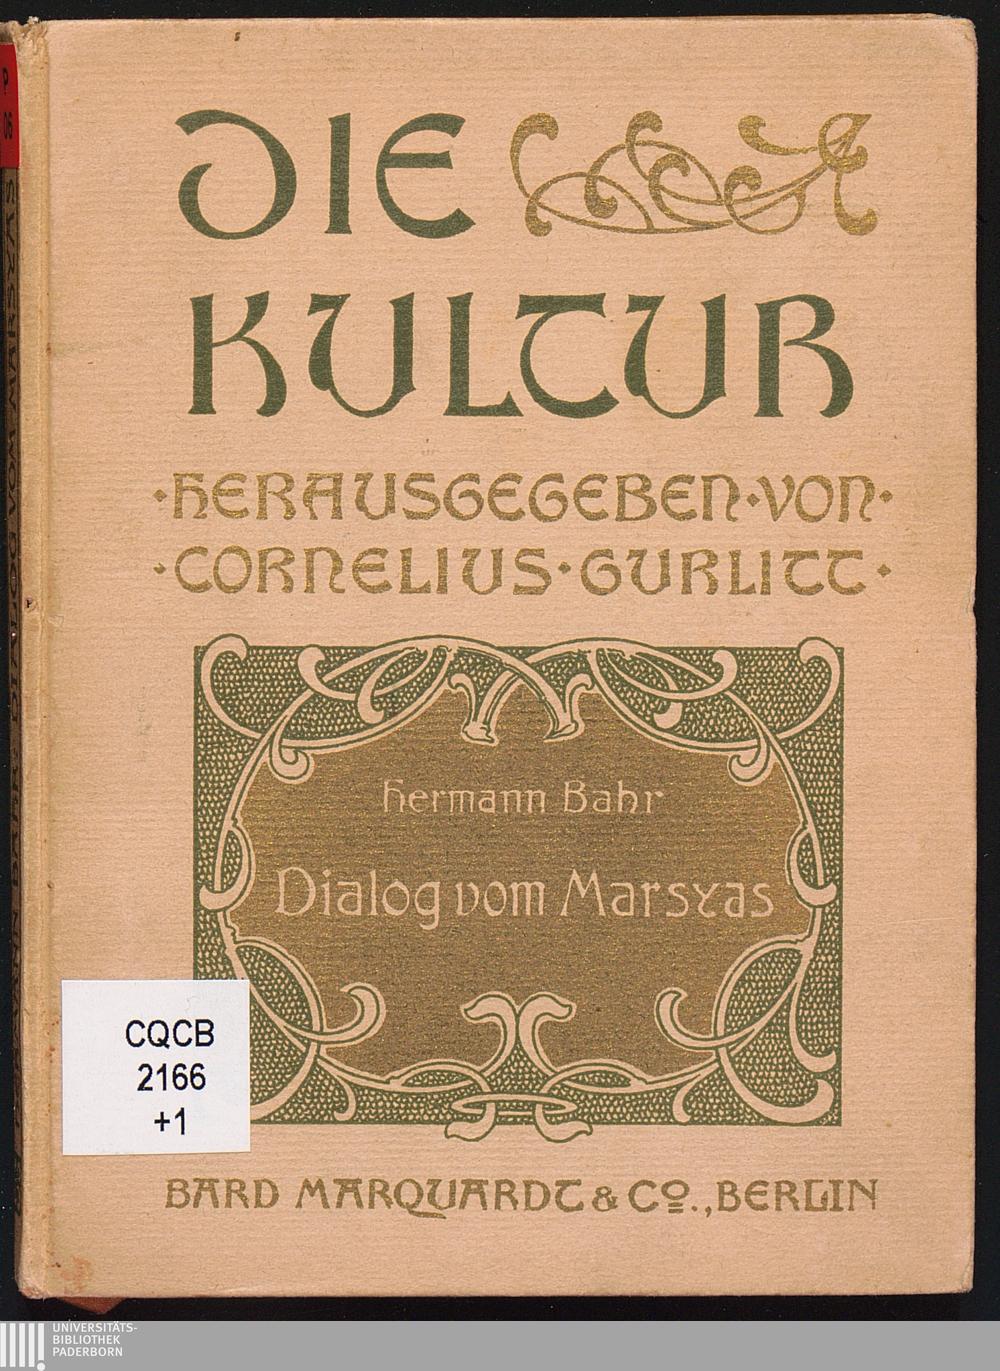 DIE
KULTUR
·HERAUSGEGEBEN·VON·
·CORNELIUS·GURLITT·
Hermann Bahr
Dialog vom Marsyas
CQCB
2166
+1
BARD MARQUARDT & Co., BERLIN
P
06
UNIVERSITÄTS-
BIBLIOTHEK
PADERBORN